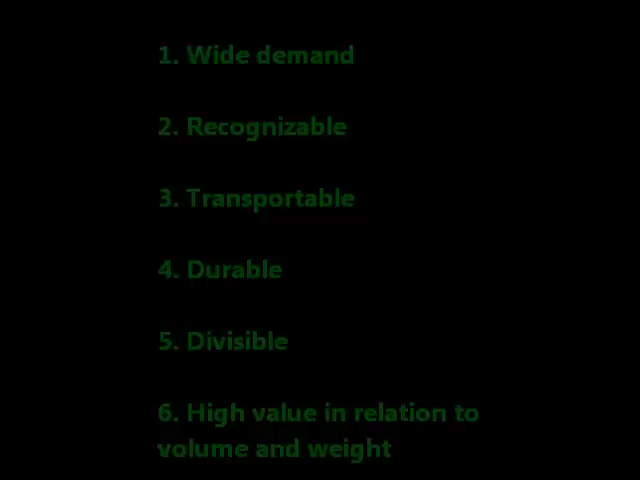 1. Wide demand
2. Recognizable
3. Transportable
4. Durable
5. Divisible
6. High value in relation to
volume and weight